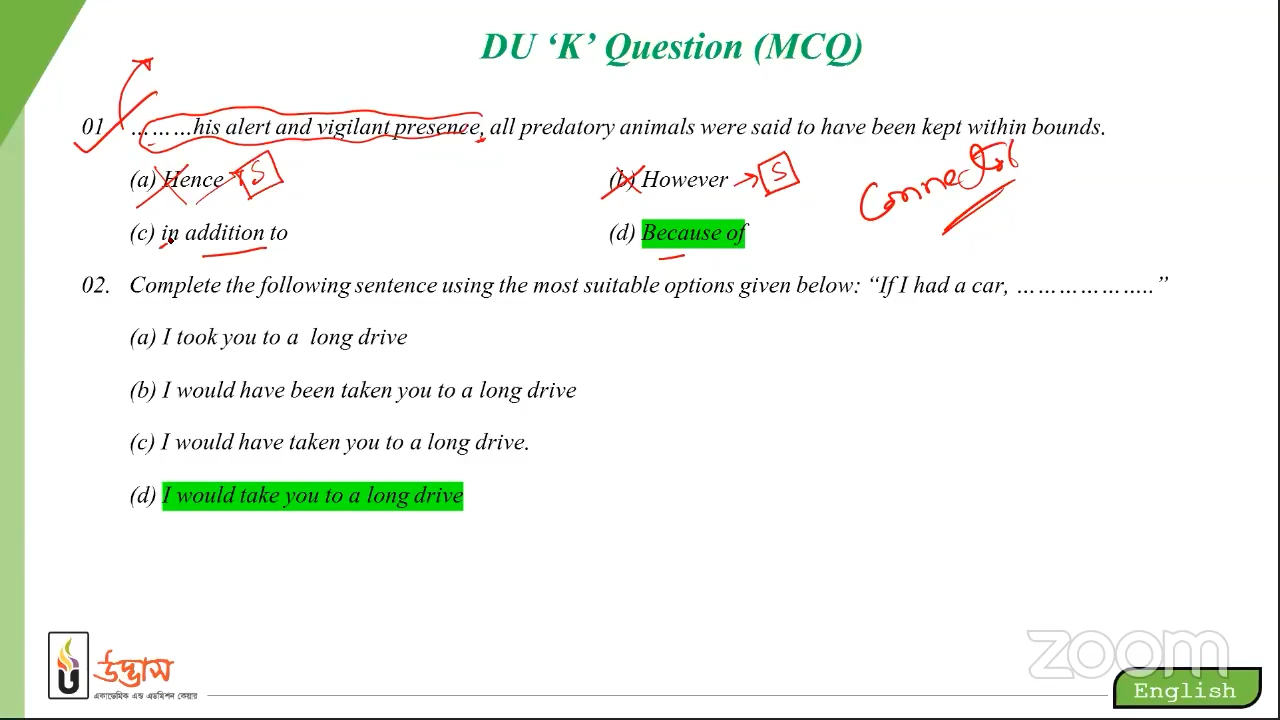 DU ‘K’ Question (MCQ)
01 ………his alert and vigilant presence, all predatory animals were said to have been kept within bounds.
(a) Hence → S (b) However → S
Connector
(c) in addition to (d) Because of
02. Complete the following sentence using the most suitable options given below: “If I had a car, ………………..”
(a) I took you to a long drive
(b) I would have been taken you to a long drive
(c) I would have taken you to a long drive.
(d) I would take you to a long drive
zoom
উদ্ভাস
একাডেমিক এন্ড এডমিশন কেয়ার
English